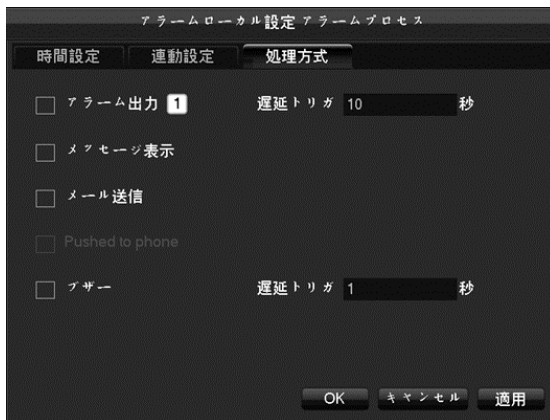 アラームローカル設定 アラームプロセス
時間設定 連動設定 処理方式
アラーム出力 1 遅延トリガ 10 秒
メッセージ表示
メール送信
Pushed to phone
ブザー 遅延トリガ 1 秒
OK キャンセル 適用